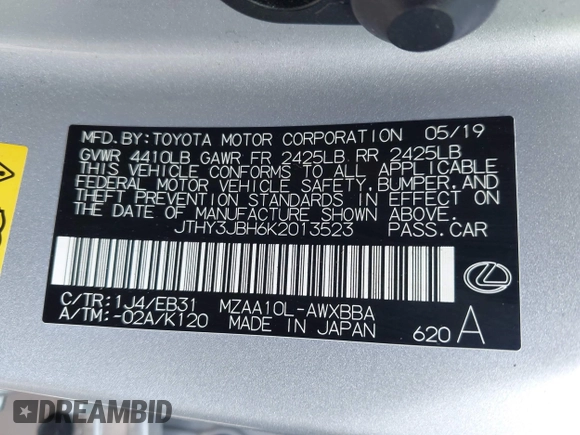 MFD. BY: TOYOTA MOTOR CORPORATION 05/19
GVWR 4410LB GAWR FR 2425LB RR 2425LB
THIS VEHICLE CONFORMS TO ALL APPLICABLE
FEDERAL MOTOR VEHICLE SAFETY, BUMPER, AND
THEFT PREVENTION STANDARDS IN EFFECT ON
THE DATE OF MANUFACTURE SHOWN ABOVE.
JTHY3JBH6K2013523 PASS.CAR
C/TR: 1J4/EB31 MZAA10L-AWXBBA
A/TM: -02A/K120 MADE IN JAPAN 620 A
DREAMBID